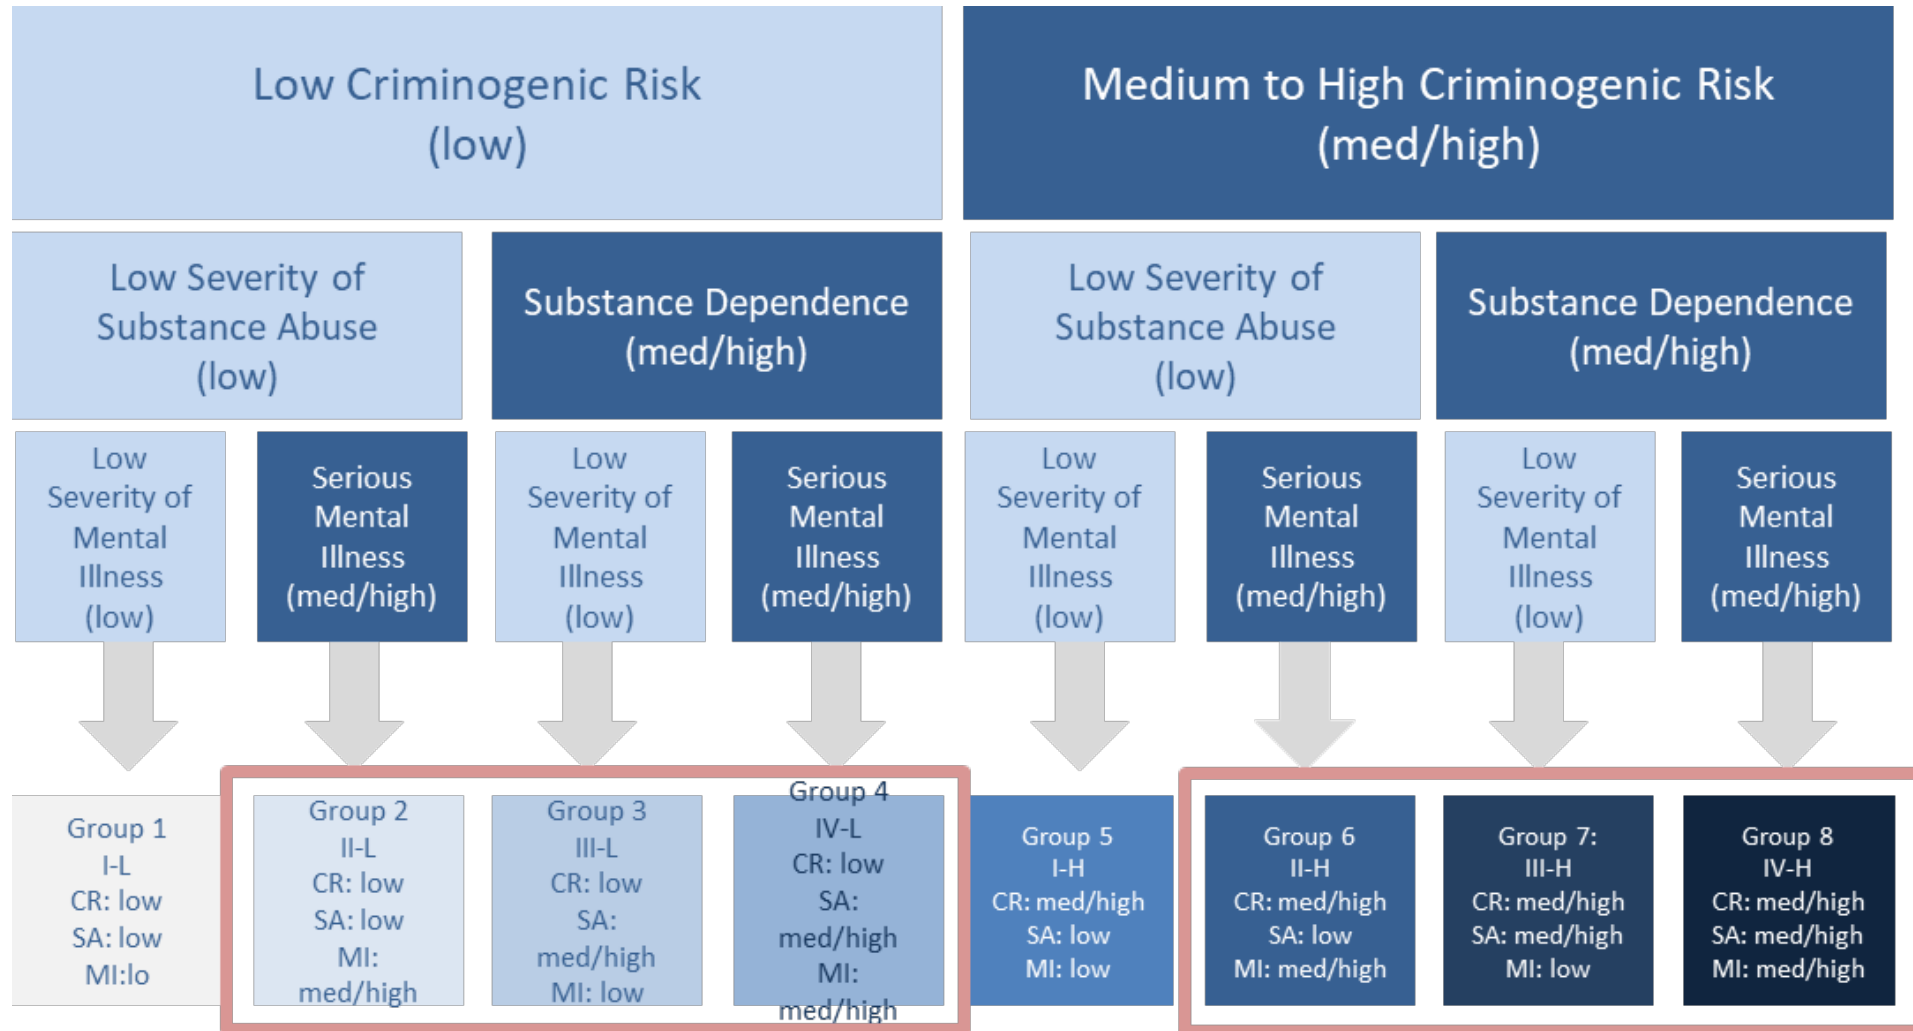 Low Criminogenic Risk
(low)
Medium to High Criminogenic Risk
(med/high)
Low Severity of
Substance Abuse
(low)
Substance Dependence
(med/high)
Low Severity of
Substance Abuse
(low)
Substance Dependence
(med/high)
Low
Severity of
Mental
Illness
(low)
Serious
Mental
Illness
(med/high)
Low
Severity of
Mental
Illness
(low)
Serious
Mental
Illness
(med/high)
Low
Severity of
Mental
Illness
(low)
Serious
Mental
Illness
(med/high)
Low
Severity of
Mental
Illness
(low)
Serious
Mental
Illness
(med/high)
Group 1
I-L
CR: low
SA: low
MI:lo
Group 2
II-L
CR: low
SA: low
MI:
med/high
Group 3
III-L
CR: low
SA:
med/high
MI: low
Group 4
IV-L
CR: low
SA:
med/high
MI:
med/high
Group 5
I-H
CR: med/high
SA: low
MI: low
Group 6
II-H
CR: med/high
SA: low
MI: med/high
Group 7:
III-H
CR: med/high
SA: med/high
MI: low
Group 8
IV-H
CR: med/high
SA: med/high
MI: med/high